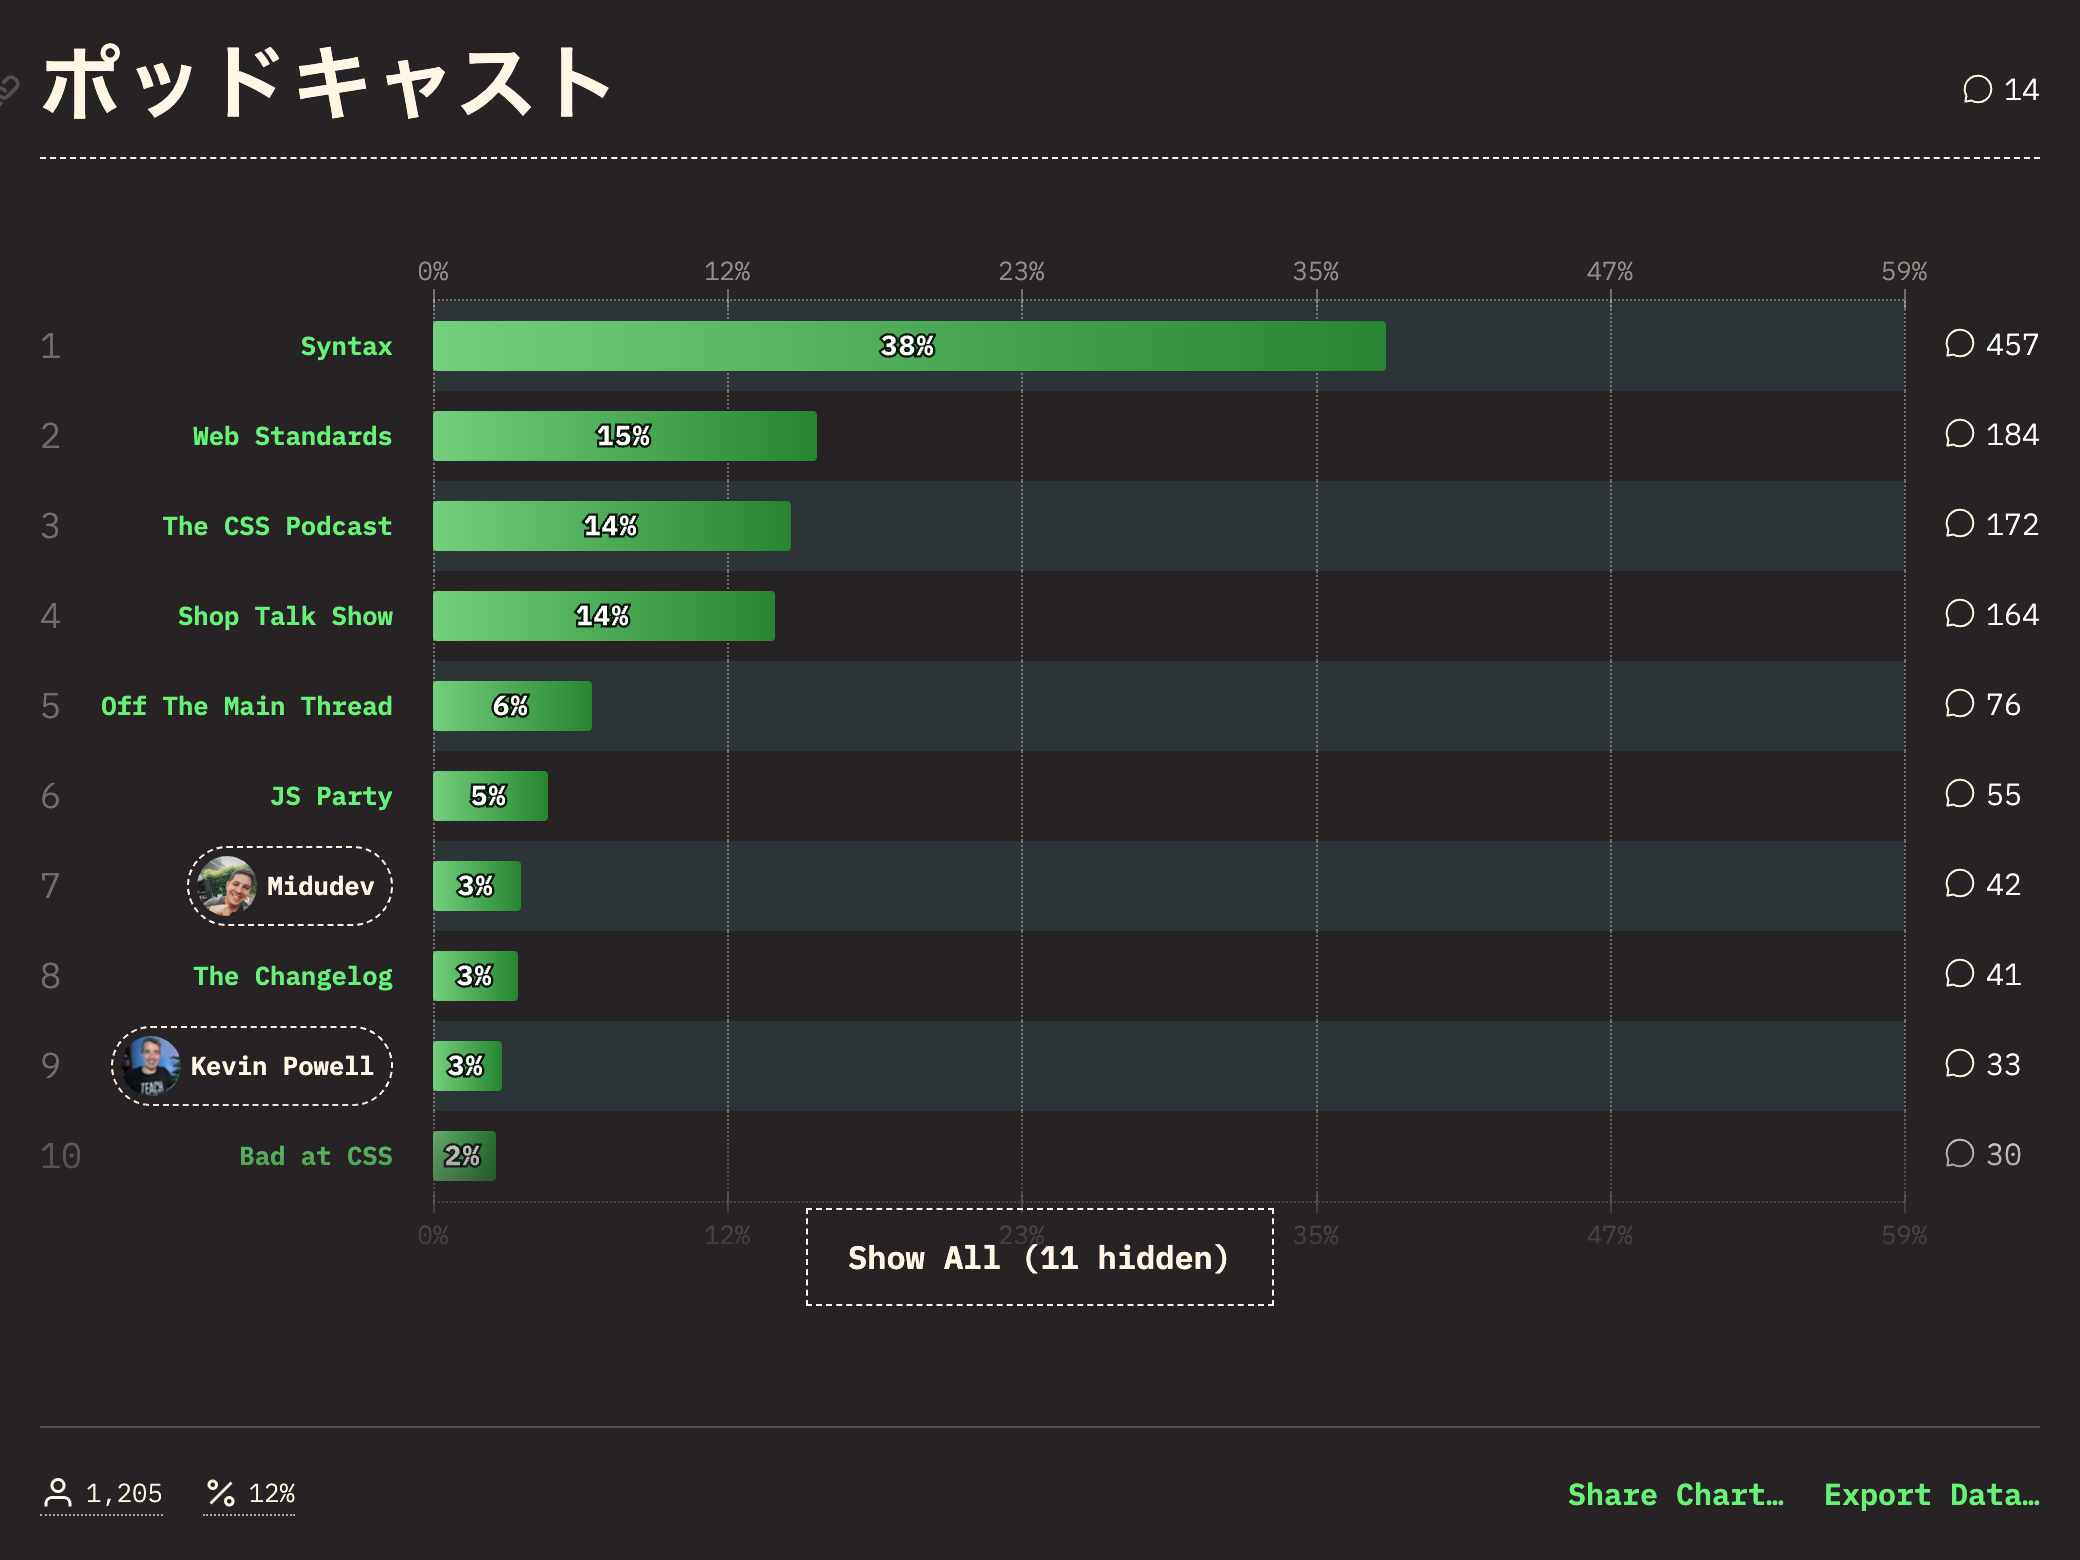 ポッドキャスト
14
0% 12% 23% 35% 47% 59%
1 Syntax 38% 457
2 Web Standards 15% 184
3 The CSS Podcast 14% 172
4 Shop Talk Show 14% 164
5 Off The Main Thread 6% 76
6 JS Party 5% 55
7 Midudev 3% 42
8 The Changelog 3% 41
TEACH
9 Kevin Powell 3% 33
10 Bad at CSS 2% 30
0% 12% 23% 35% 47% 59%
Show All (11 hidden)
1,205 % 12% Share Chart… Export Data…